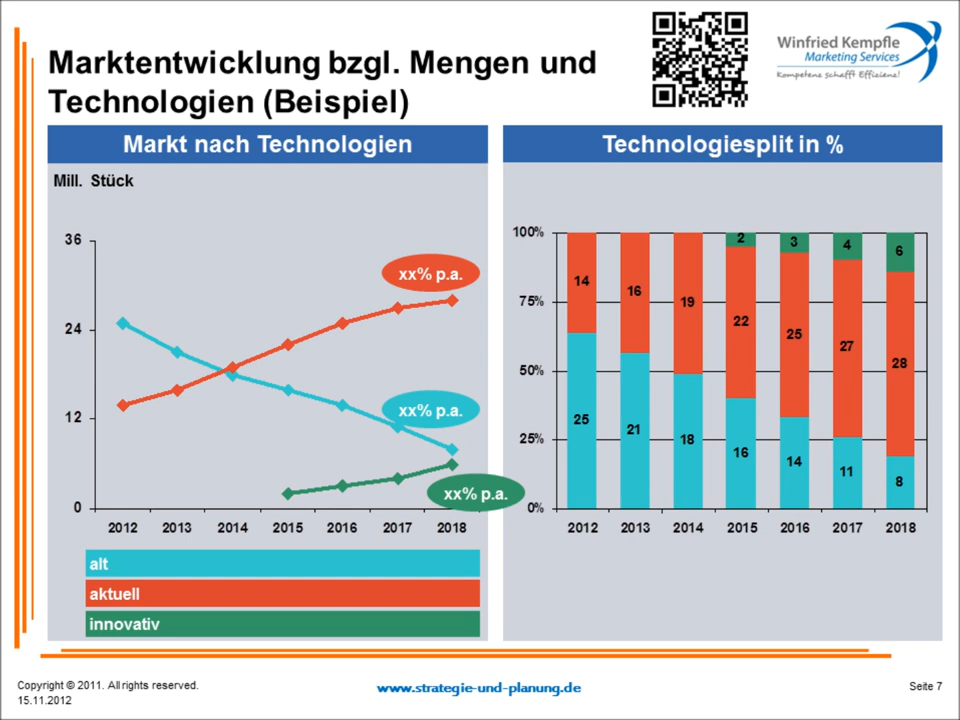 Marktentwicklung bzgl. Mengen und
Technologien (Beispiel)
Winfried Kempfle
Marketing Services
Kompetenz schafft Effizienz!
Markt nach Technologien
Mill. Stück
36
24
12
0
xx% p.a.
xx% p.a.
xx% p.a.
2012 2013 2014 2015 2016 2017 2018
alt
aktuell
innovativ
Technologiesplit in %
100%
75%
50%
25%
0%
2 3 4 6
14 16 19 22 25 27 28
25 21 18 16 14 11 8
2012 2013 2014 2015 2016 2017 2018
Copyright © 2011. All rights reserved.
15.11.2012
www.strategie-und-planung.de
Seite 7